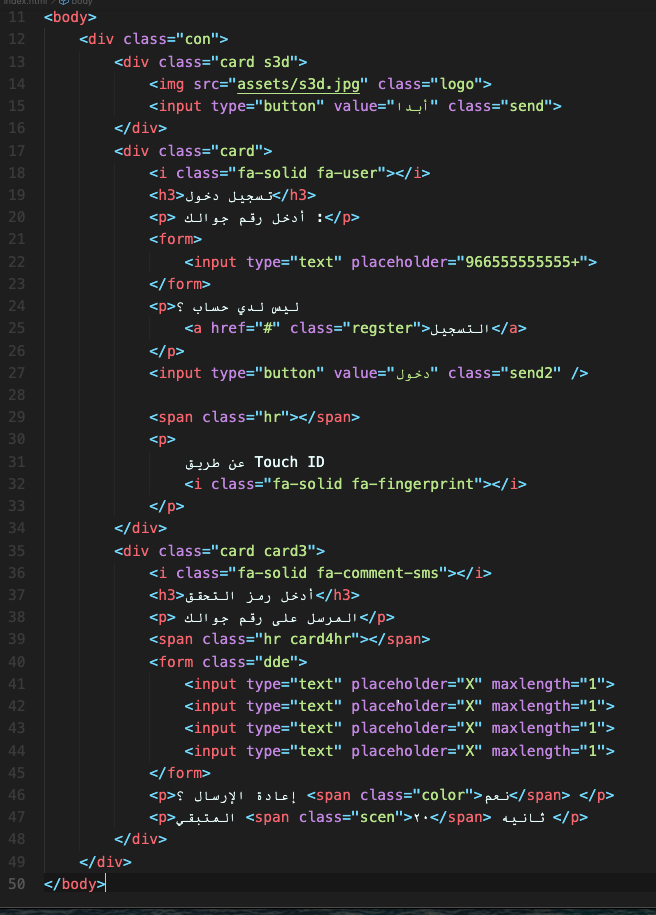 index.html / body
11 <body>
12 <div class="con">
13 <div class="card s3d">
14 <img src="assets/s3d.jpg" class="logo">
15 <input type="button" value="أبدا" class="send">
16 </div>
17 <div class="card">
18 <i class="fa-solid fa-user"></i>
19 <h3>تسجيل دخول</h3>
20 <p> أدخل رقم جوالك :</p>
21 <form>
22 <input type="text" placeholder="966555555555+">
23 </form>
24 <p>ليس لدي حساب ؟
25 <a href="#" class="regster">التسجيل</a>
26 </p>
27 <input type="button" value="دخول" class="send2" />
28
29 <span class="hr"></span>
30 <p>
31 عن طريق Touch ID
32 <i class="fa-solid fa-fingerprint"></i>
33 </p>
34 </div>
35 <div class="card card3">
36 <i class="fa-solid fa-comment-sms"></i>
37 <h3>أدخل رمز التحقق</h3>
38 <p> المرسل على رقم جوالك</p>
39 <span class="hr card4hr"></span>
40 <form class="dde">
41 <input type="text" placeholder="X" maxlength="1">
42 <input type="text" placeholder="X" maxlength="1">
43 <input type="text" placeholder="X" maxlength="1">
44 <input type="text" placeholder="X" maxlength="1">
45 </form>
46 <p>إعادة الإرسال ؟ <span class="color">نعم</span> </p>
47 <p>المتبقي <span class="scen">٢٠</span> ثانيه </p>
48 </div>
49 </div>
50 </body>